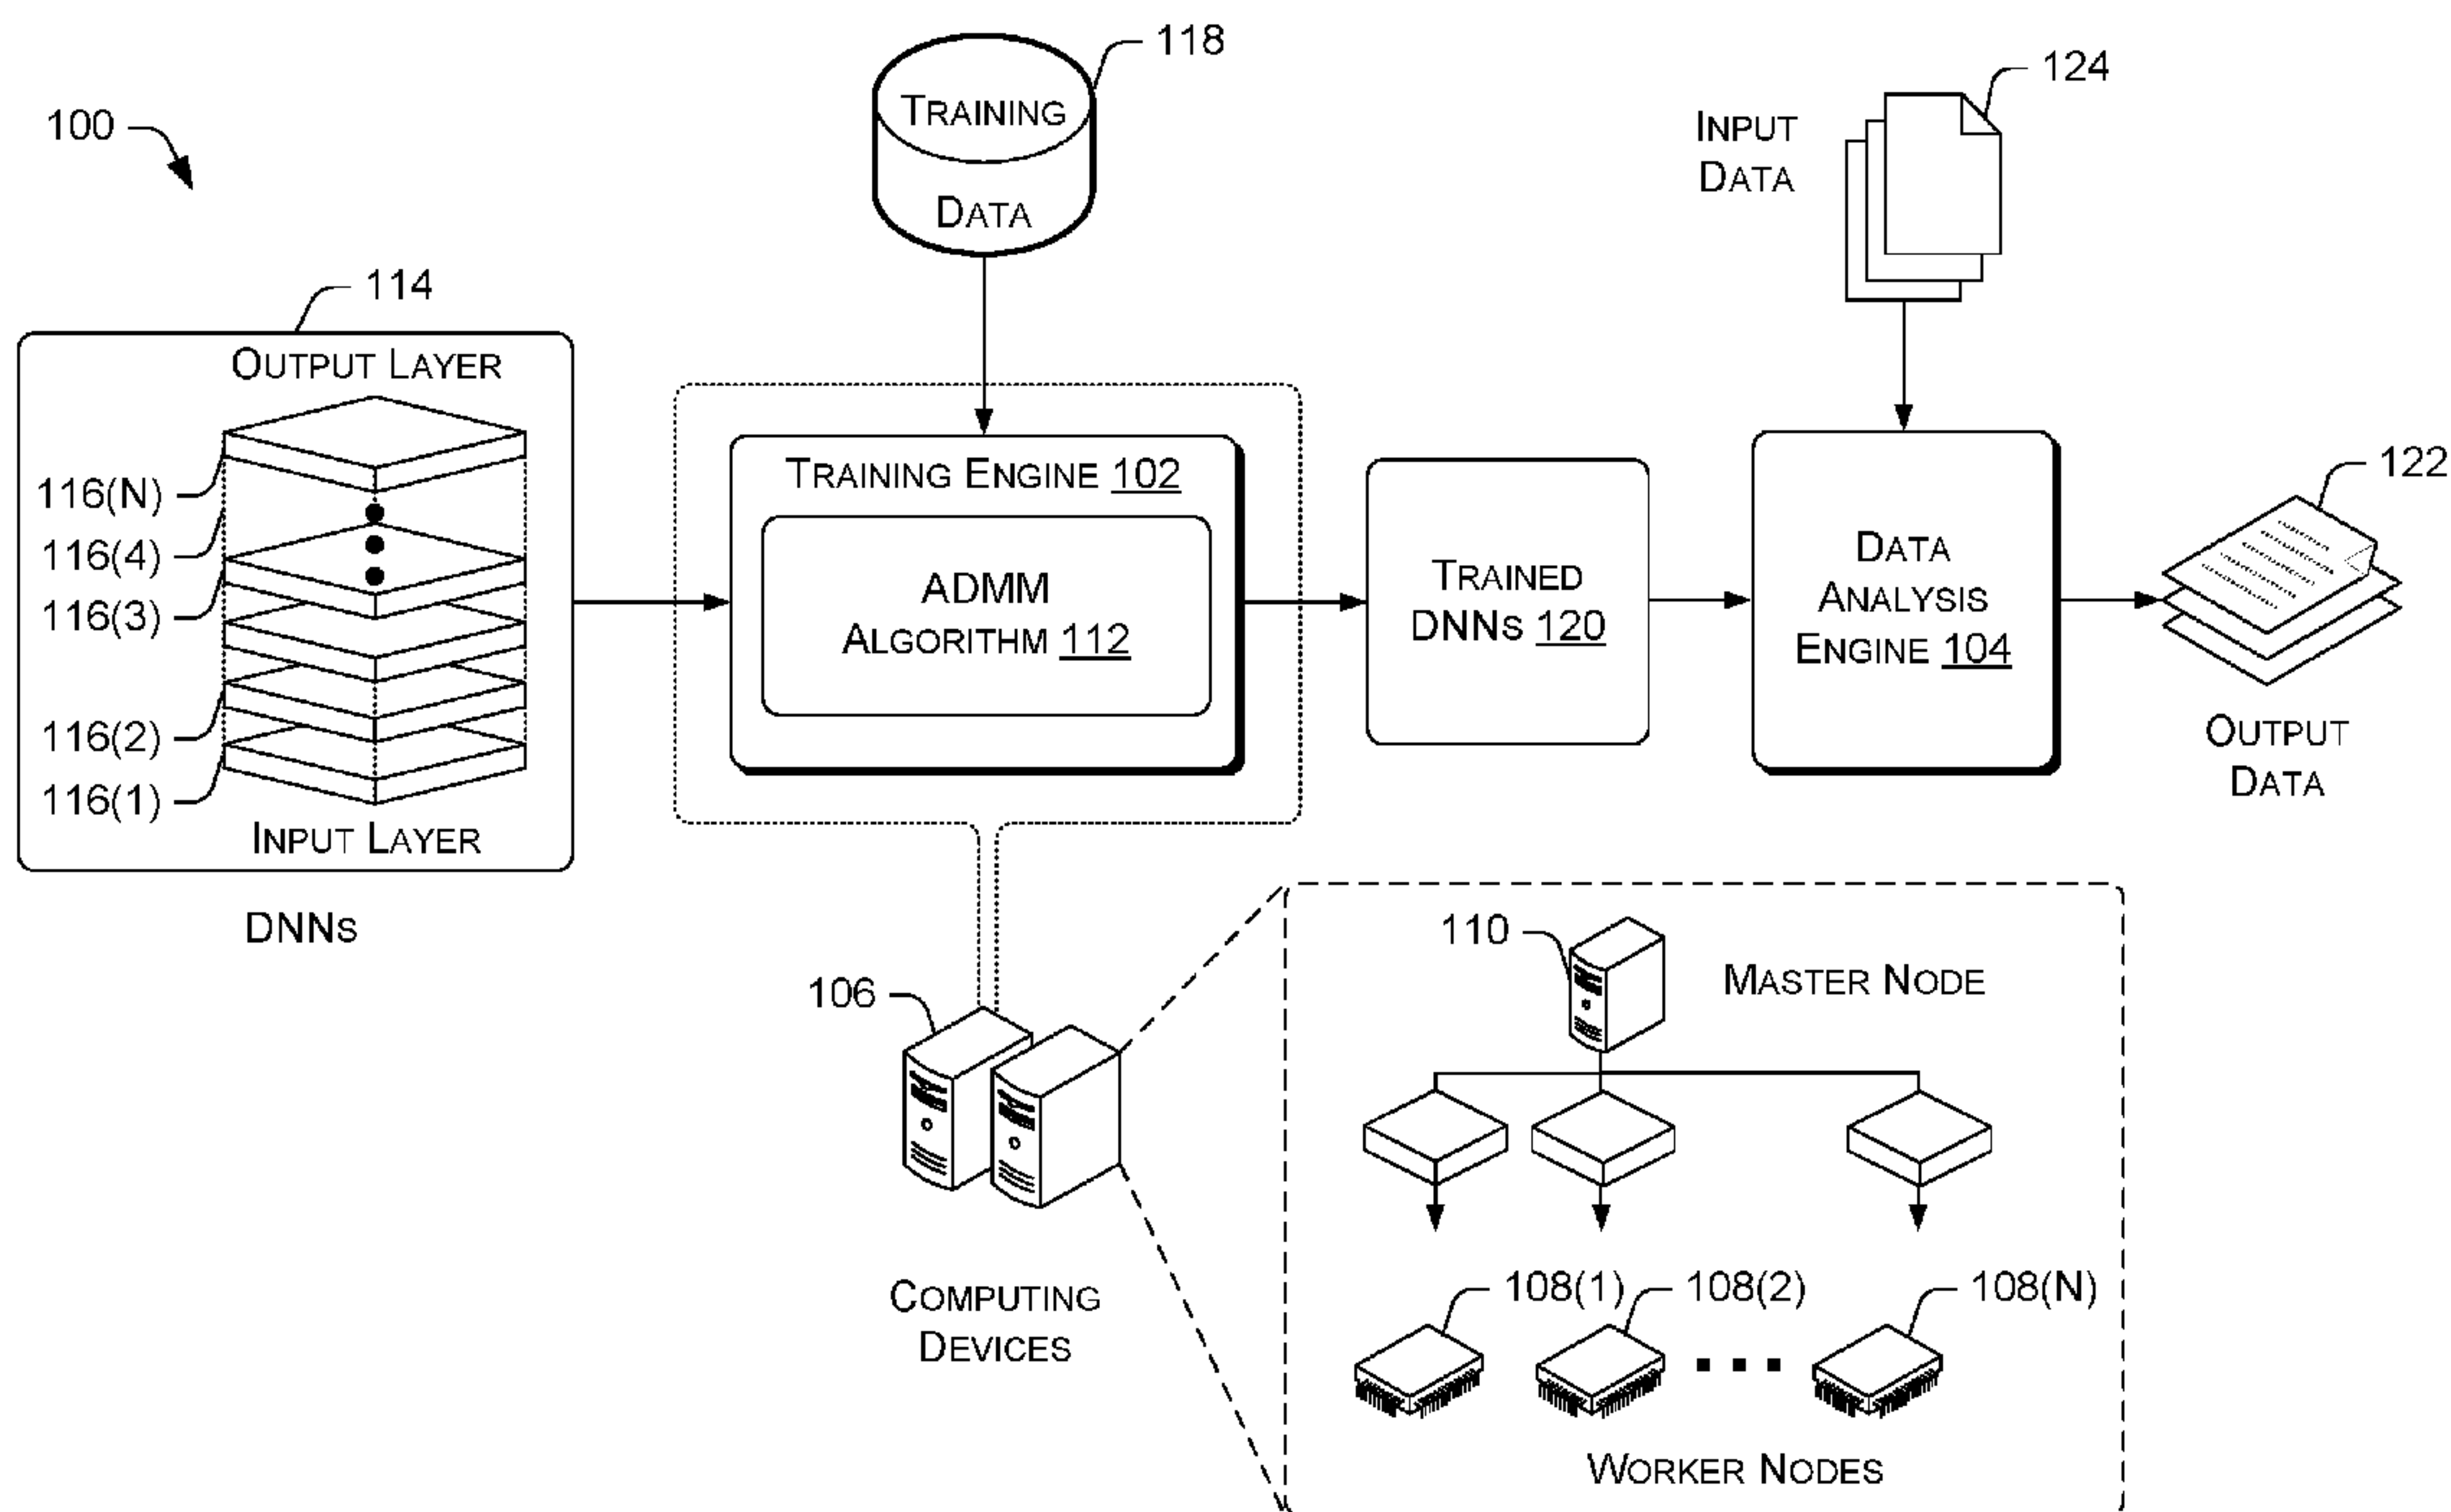 118
124
100
TRAINING
DATA
INPUT
DATA
114
OUTPUT LAYER
116(N)
116(4)
116(3)
116(2)
116(1)
INPUT LAYER
DNNs
TRAINING ENGINE 102
ADMM
ALGORITHM 112
TRAINED
DNNs 120
DATA
ANALYSIS
ENGINE 104
122
OUTPUT
DATA
106
COMPUTING
DEVICES
110
MASTER NODE
108(1)
108(2)
108(N)
WORKER NODES